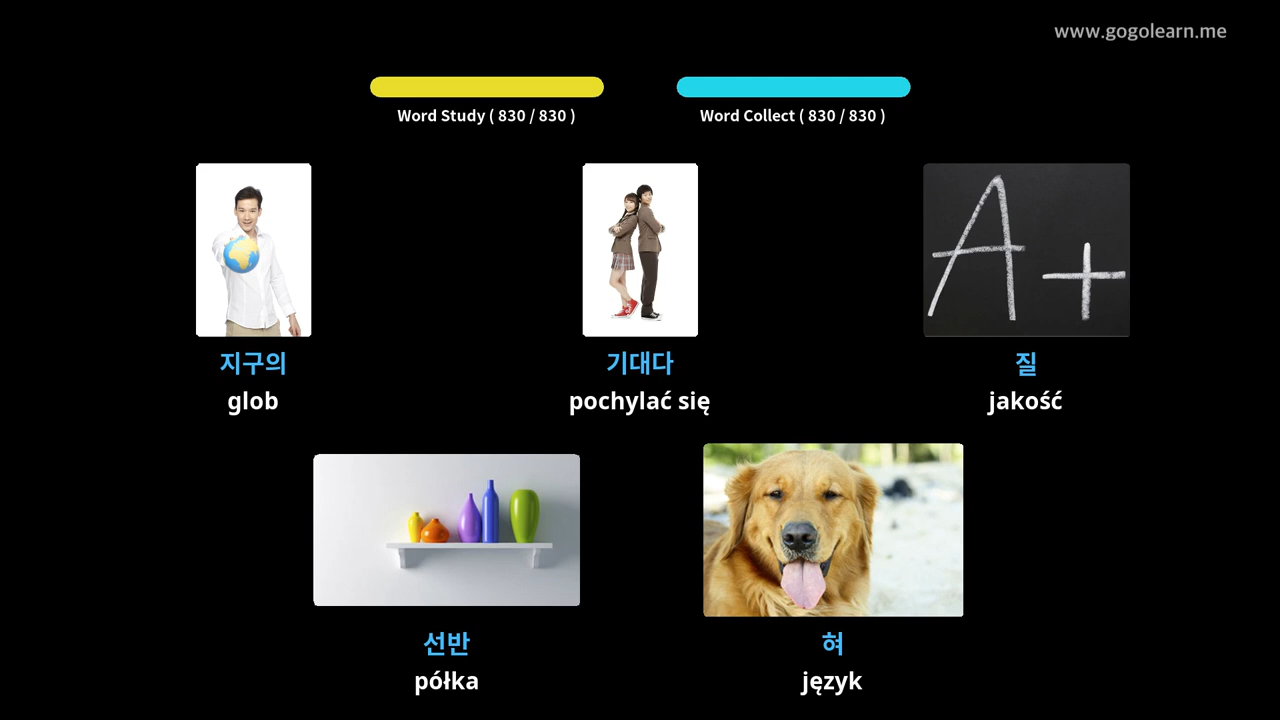 www.gogolearn.me
Word Study ( 830 / 830 )
Word Collect ( 830 / 830 )
지구의
glob
기대다
pochylać się
A+
질
jakość
선반
półka
혀
język